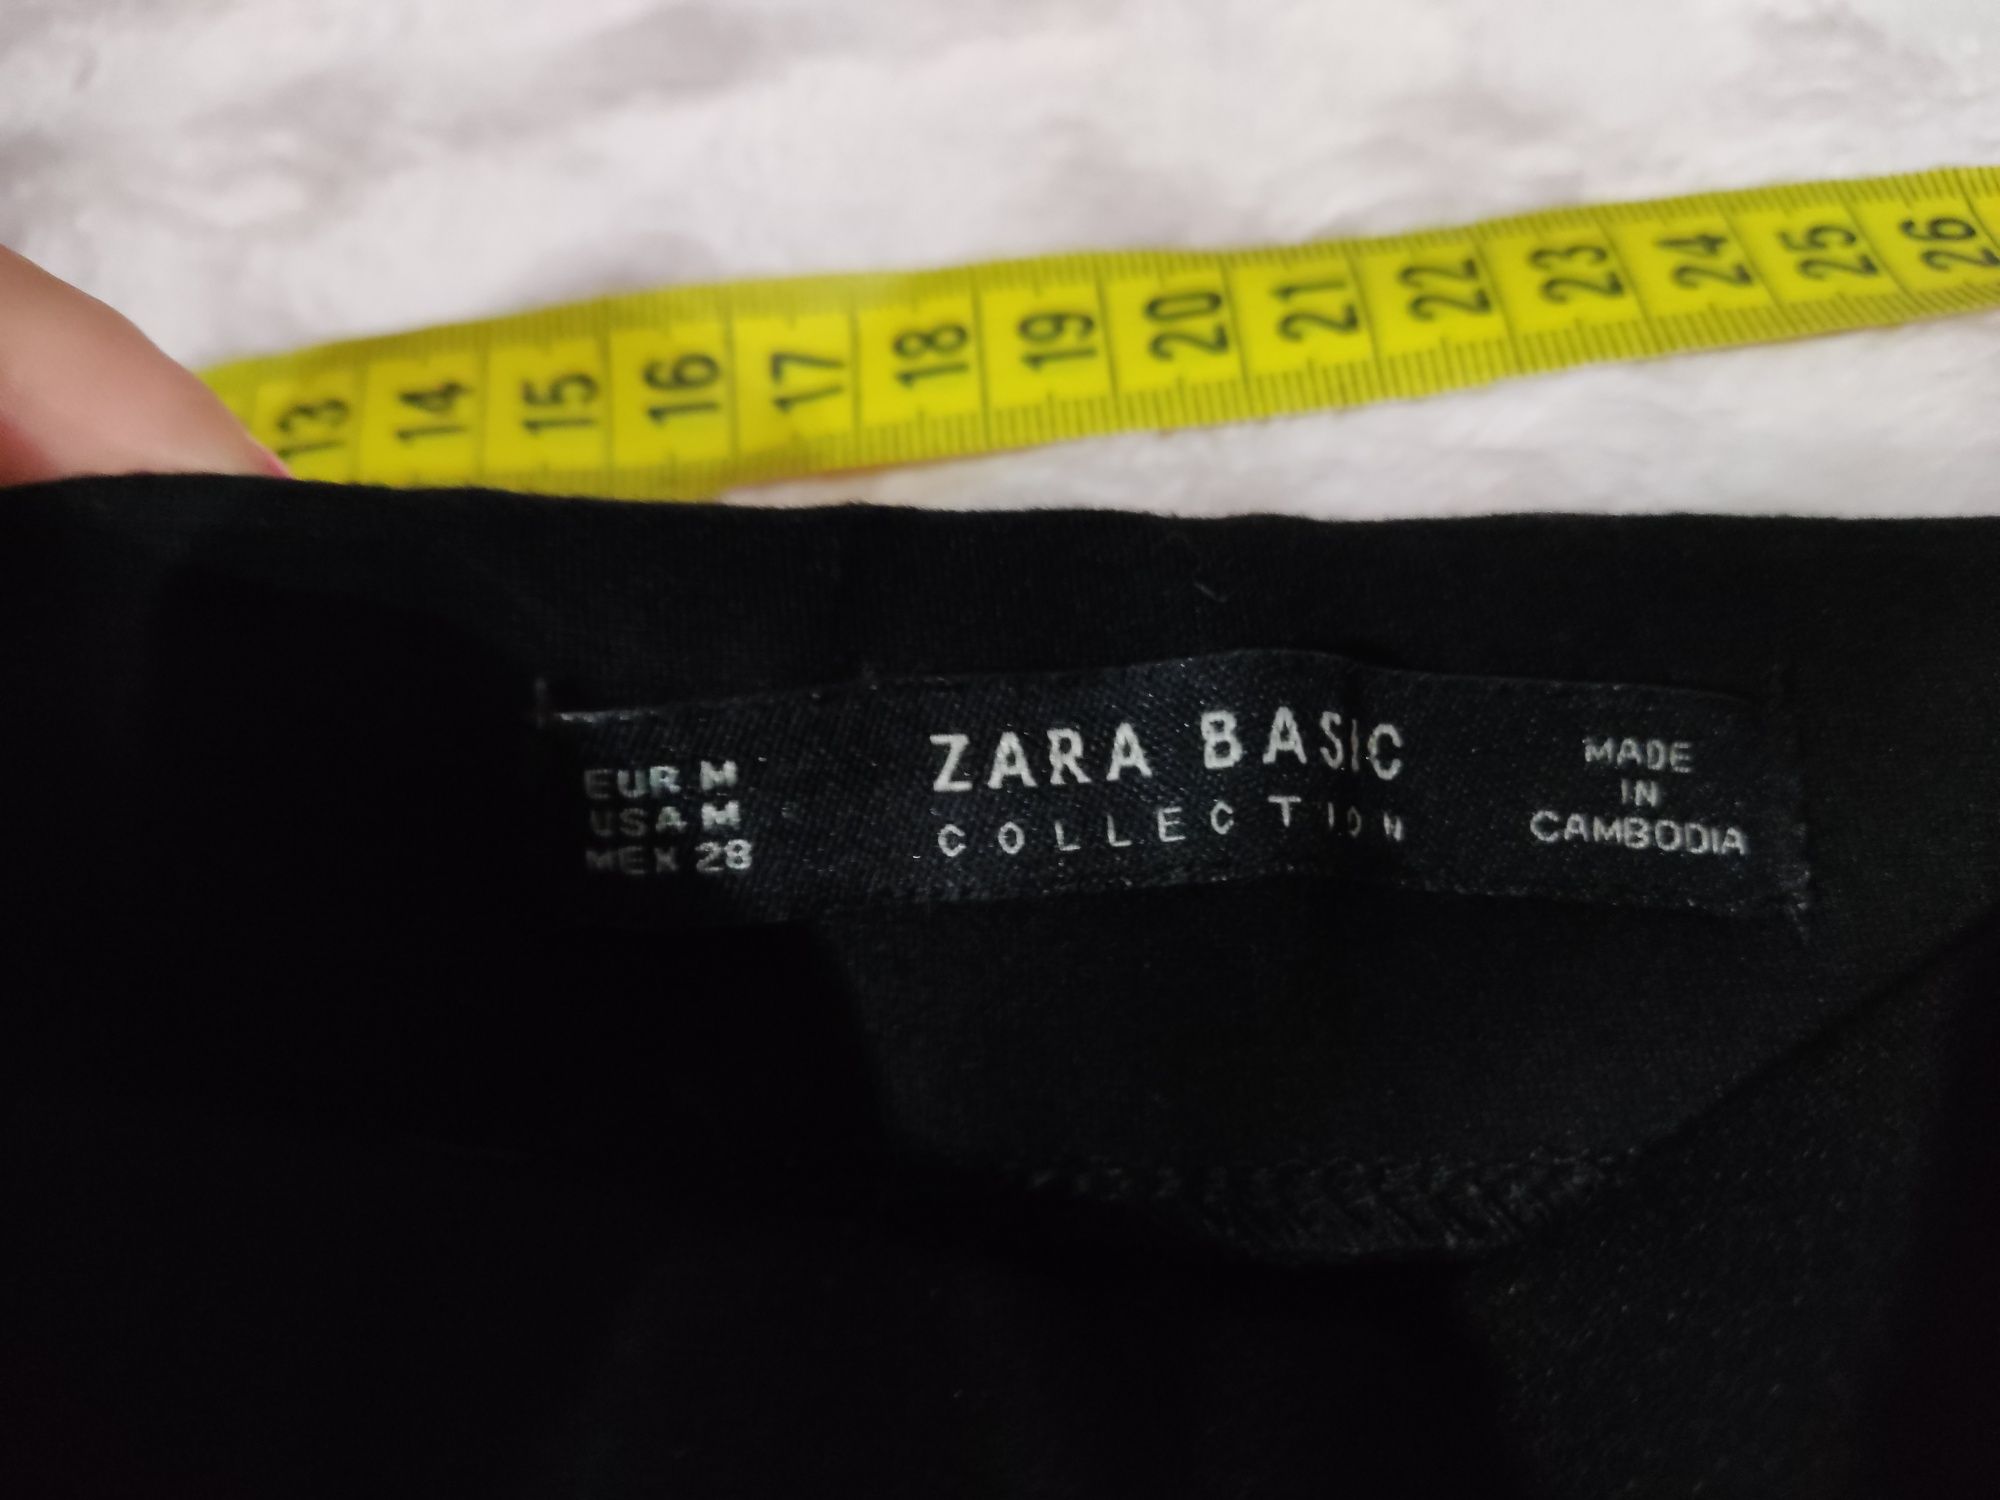 13 14 15 16 17 18 19 20 21 22 23 24 25 26
EUR M
USA M
MEX 28
ZARA BASIC
COLLECTION
MADE
IN
CAMBODIA